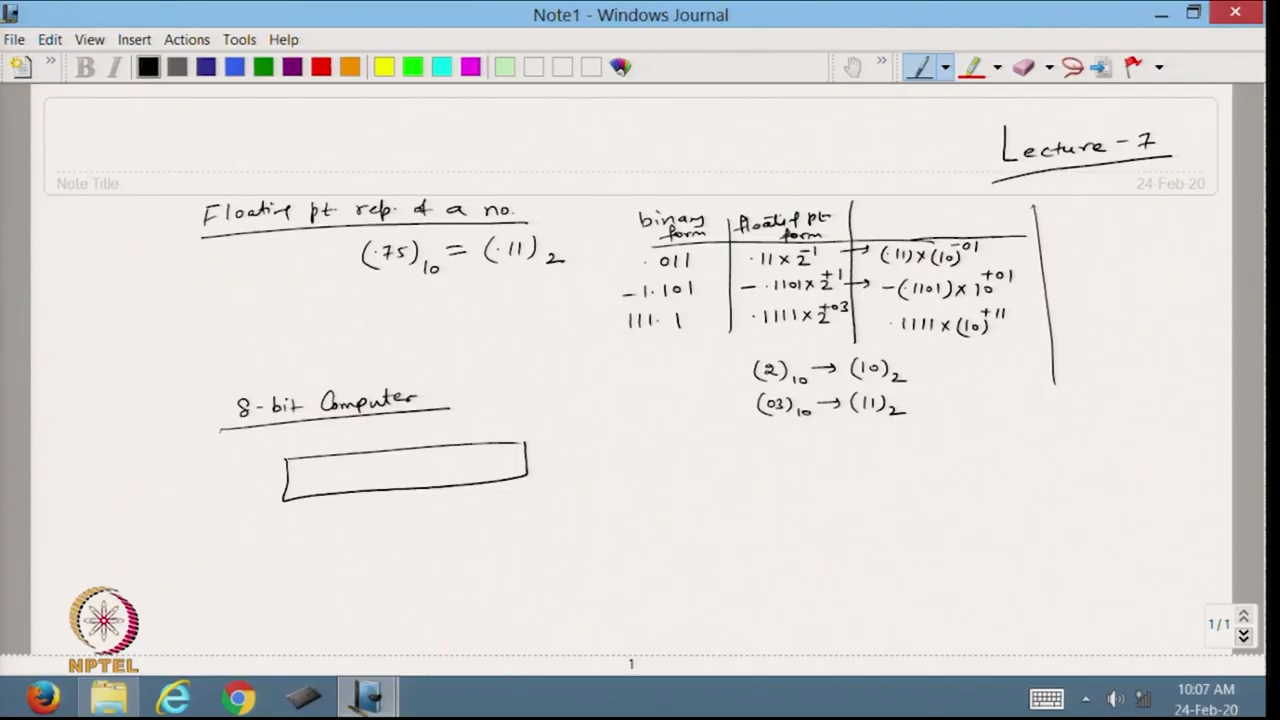 Note1 - Windows Journal
File Edit View Insert Actions Tools Help
B I
Lecture - 7
Note Title
24-Feb-20
Floating pt. rep. of a no.
(.75)10 = (.11)2
binary form | floating pt form
.011 | .11 × 2^-1 → (.11) × (10)^-01
-1.101 | -.1101 × 2^+1 → -(.1101) × 10^+01
111.1 | .1111 × 2^+03 | .1111 × (10)^+11
(2)10 → (10)2
(03)10 → (11)2
8-bit Computer
1/1
NPTEL
1
10:07 AM
24-Feb-20